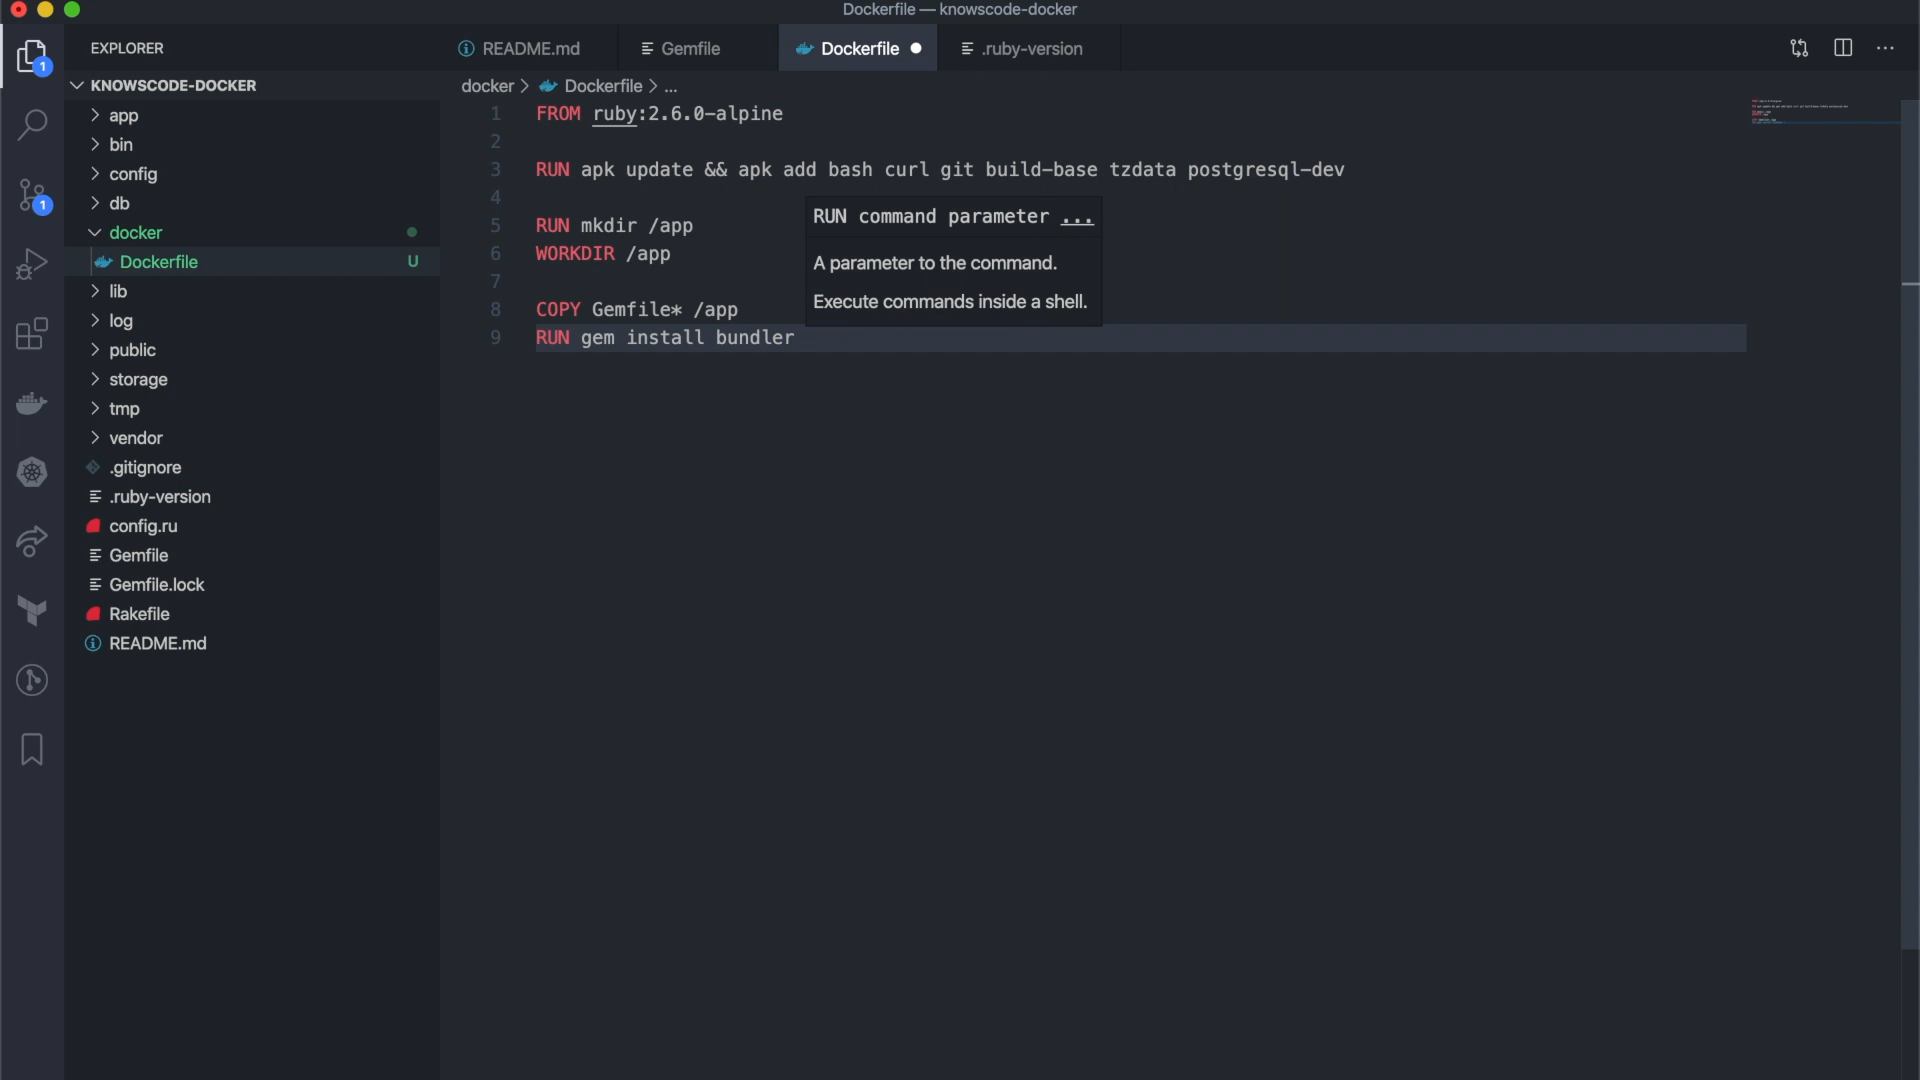 Dockerfile — knowscode-docker
EXPLORER
README.md
Gemfile
Dockerfile
.ruby-version
1
KNOWSCODE-DOCKER
docker > Dockerfile > ...
app
bin
config
db
docker
Dockerfile U
lib
log
public
storage
tmp
vendor
.gitignore
.ruby-version
config.ru
Gemfile
Gemfile.lock
Rakefile
README.md
1
1 FROM ruby:2.6.0-alpine
2
3 RUN apk update && apk add bash curl git build-base tzdata postgresql-dev
4
5 RUN mkdir /app
6 WORKDIR /app
7
8 COPY Gemfile* /app
9 RUN gem install bundler
RUN command parameter ...
A parameter to the command.
Execute commands inside a shell.